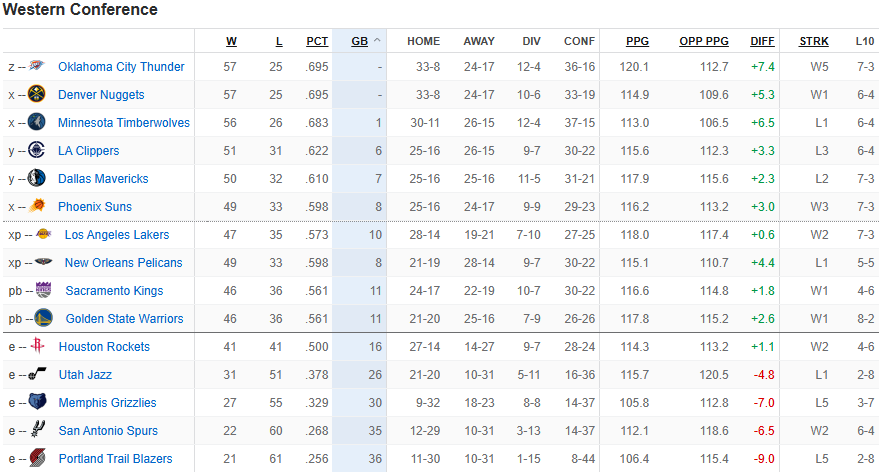 Western Conference
W L PCT GB HOME AWAY DIV CONF PPG OPP PPG DIFF STRK L10
z -- Oklahoma City Thunder 57 25 .695 - 33-8 24-17 12-4 36-16 120.1 112.7 +7.4 W5 7-3
x -- Denver Nuggets 57 25 .695 - 33-8 24-17 10-6 33-19 114.9 109.6 +5.3 W1 6-4
x -- Minnesota Timberwolves 56 26 .683 1 30-11 26-15 12-4 37-15 113.0 106.5 +6.5 L1 6-4
y -- LA Clippers 51 31 .622 6 25-16 26-15 9-7 30-22 115.6 112.3 +3.3 L3 6-4
y -- Dallas Mavericks 50 32 .610 7 25-16 25-16 11-5 31-21 117.9 115.6 +2.3 L2 7-3
x -- Phoenix Suns 49 33 .598 8 25-16 24-17 9-9 29-23 116.2 113.2 +3.0 W3 7-3
xp -- Los Angeles Lakers 47 35 .573 10 28-14 19-21 7-10 27-25 118.0 117.4 +0.6 W2 7-3
xp -- New Orleans Pelicans 49 33 .598 8 21-19 28-14 9-7 30-22 115.1 110.7 +4.4 L1 5-5
pb -- Sacramento Kings 46 36 .561 11 24-17 22-19 10-7 30-22 116.6 114.8 +1.8 W1 4-6
pb -- Golden State Warriors 46 36 .561 11 21-20 25-16 7-9 26-26 117.8 115.2 +2.6 W1 8-2
e -- Houston Rockets 41 41 .500 16 27-14 14-27 9-7 28-24 114.3 113.2 +1.1 W2 4-6
e -- Utah Jazz 31 51 .378 26 21-20 10-31 5-11 16-36 115.7 120.5 -4.8 L1 2-8
e -- Memphis Grizzlies 27 55 .329 30 9-32 18-23 8-8 14-37 105.8 112.8 -7.0 L5 3-7
e -- San Antonio Spurs 22 60 .268 35 12-29 10-31 3-13 14-37 112.1 118.6 -6.5 W2 6-4
e -- Portland Trail Blazers 21 61 .256 36 11-30 10-31 1-15 8-44 106.4 115.4 -9.0 L5 2-8